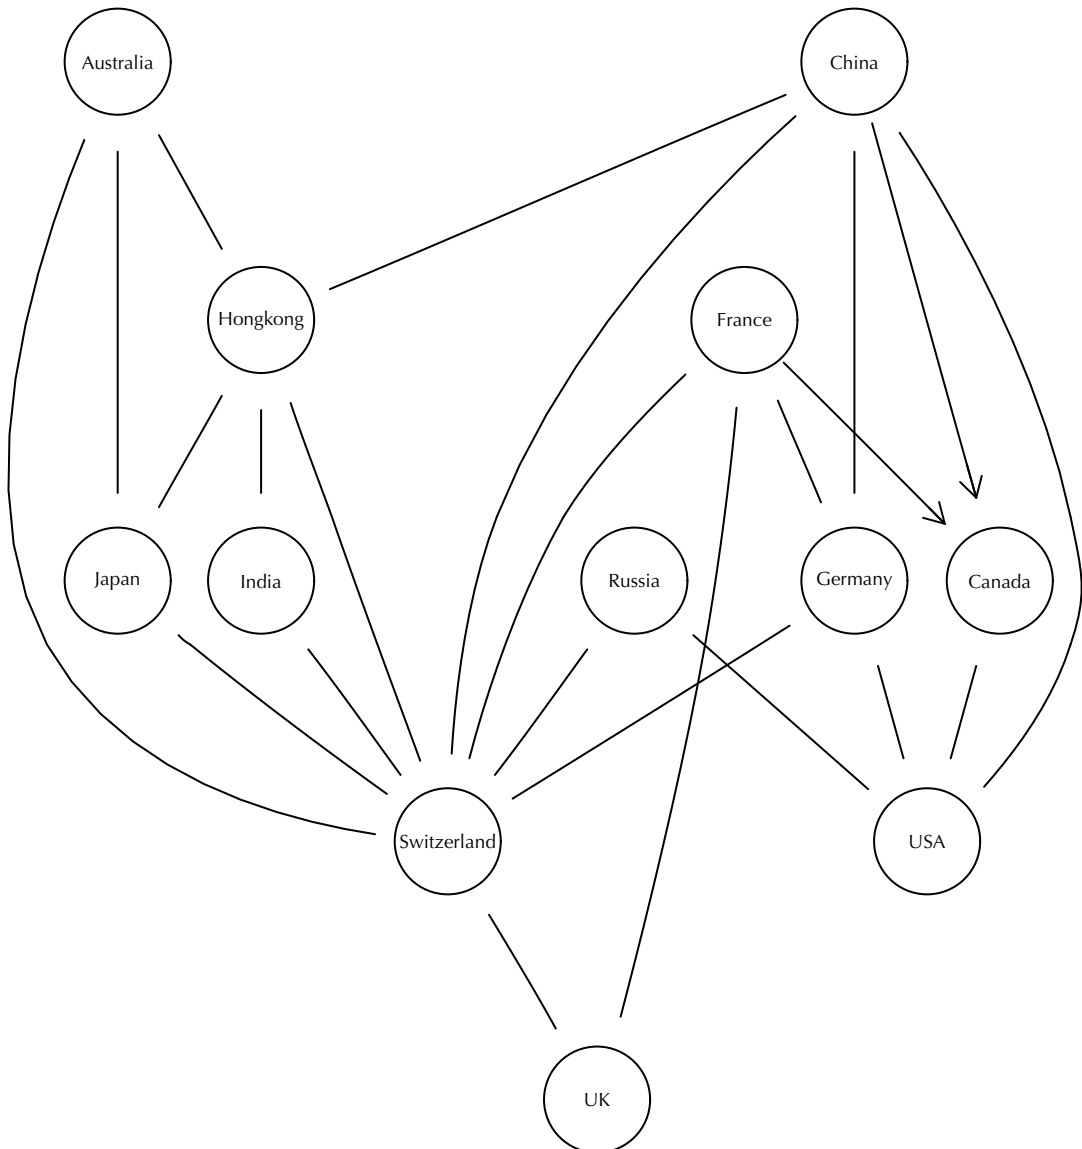 Australia
China
Hongkong
France
Japan
India
Russia
Germany
Canada
Switzerland
USA
UK